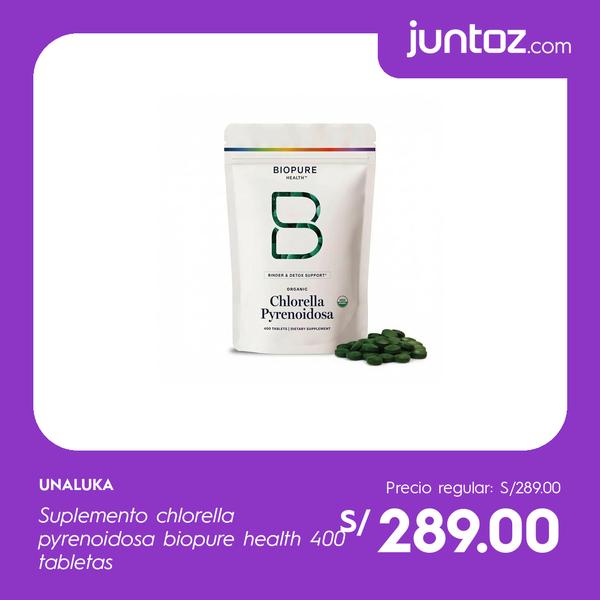 juntoz.com
BIOPURE
HEALTH™
BINDER & DETOX SUPPORT*
ORGANIC
Chlorella
Pyrenoidosa
400 TABLETS | DIETARY SUPPLEMENT
UNALUKA
Suplemento chlorella
pyrenoidosa biopure health 400
tabletas
Precio regular: S/289.00
S/ 289.00